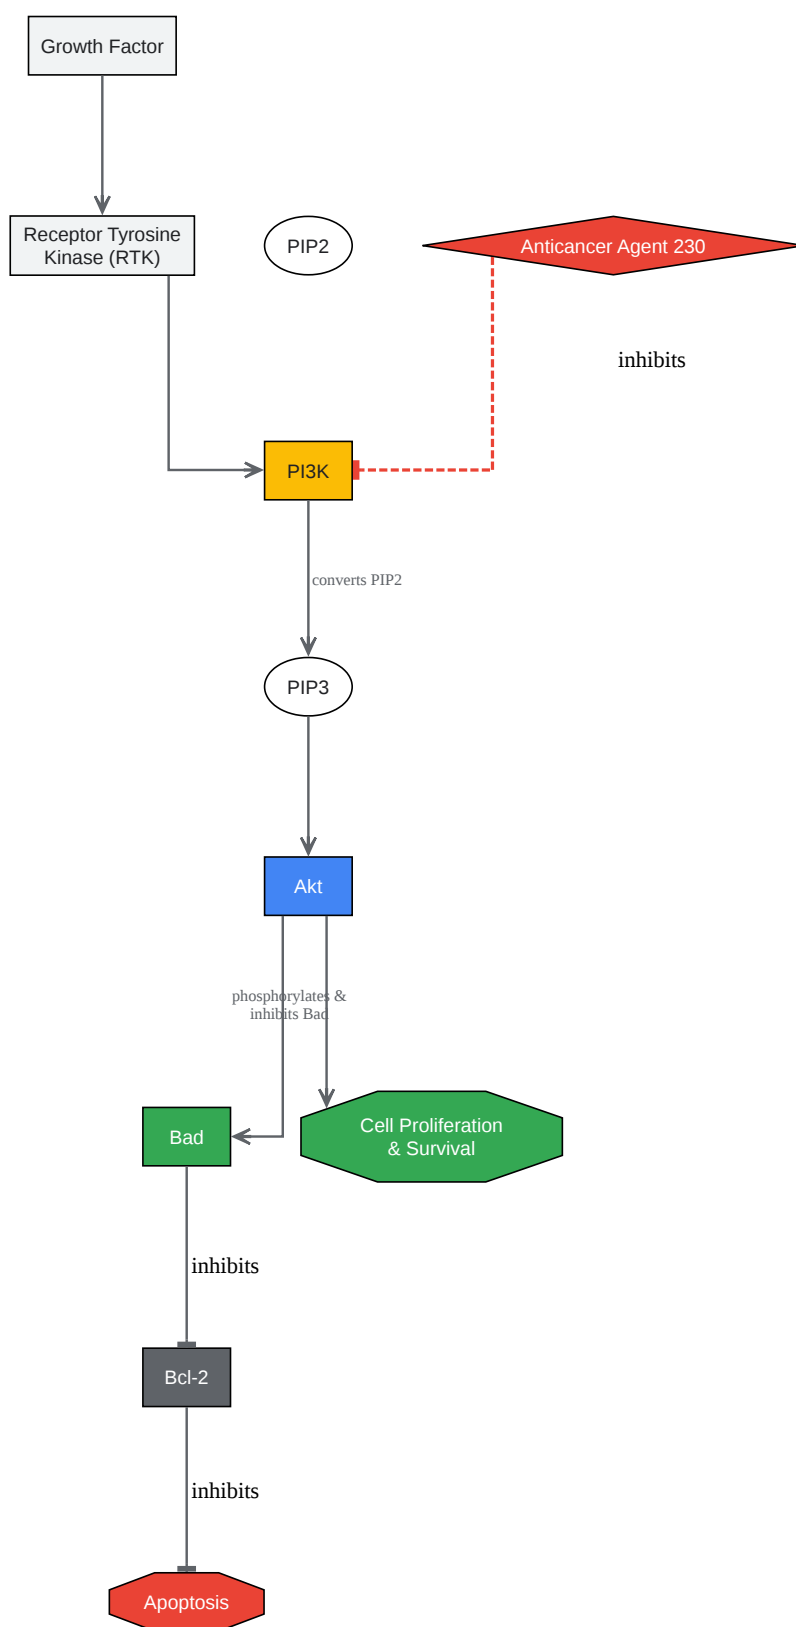 Growth Factor
Receptor Tyrosine
Kinase (RTK)
PIP2
Anticancer Agent 230
inhibits
PI3K
converts PIP2
PIP3
Akt
phosphorylates &
inhibits Bad
Bad
Cell Proliferation
& Survival
inhibits
Bcl-2
inhibits
Apoptosis